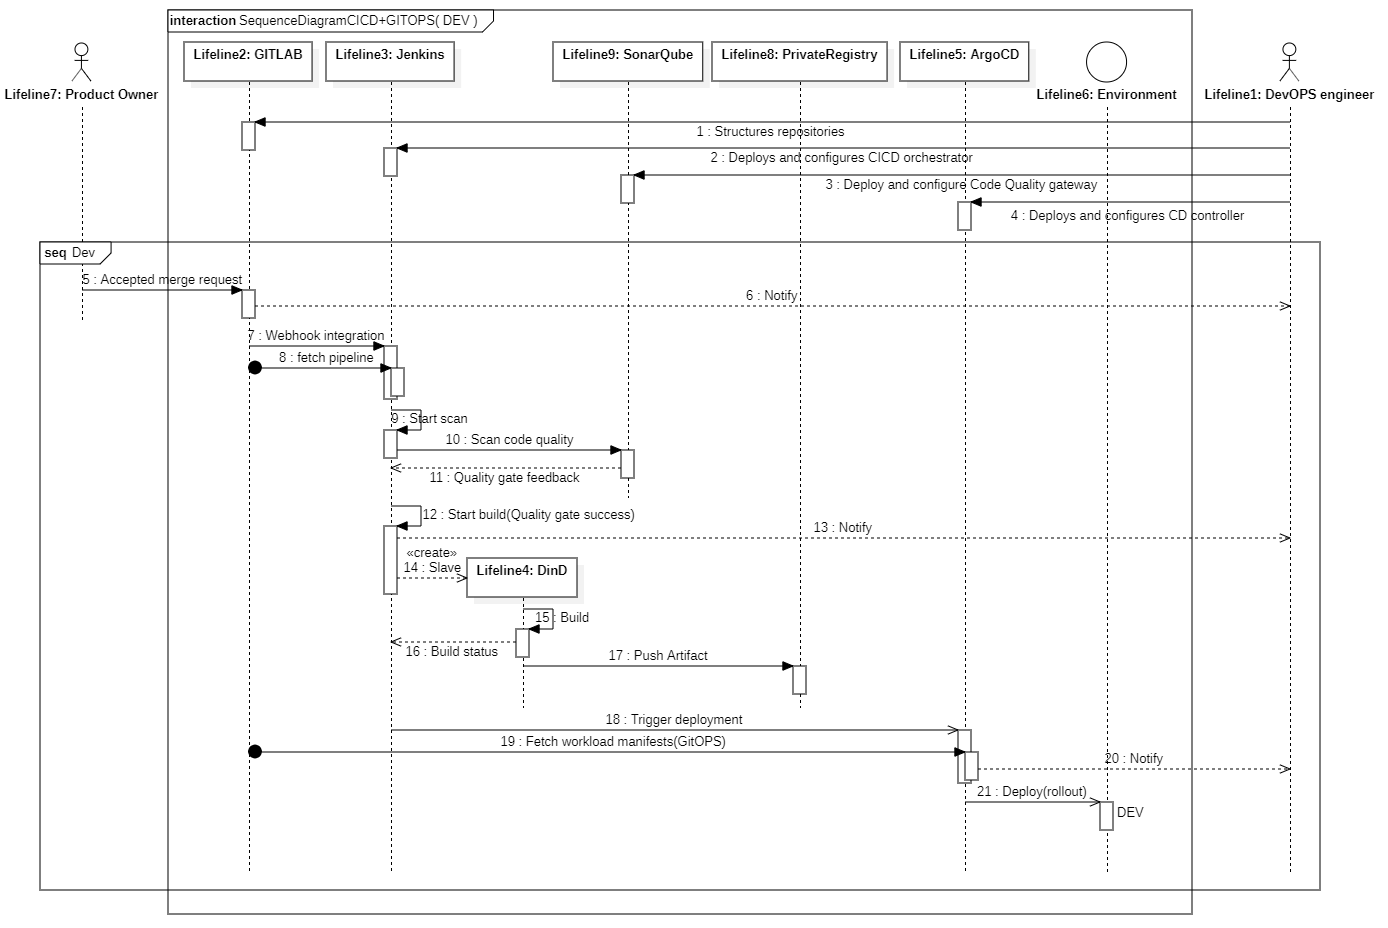 interaction SequenceDiagramCICD+GITOPS( DEV )
Lifeline7: Product Owner
Lifeline2: GITLAB
Lifeline3: Jenkins
Lifeline9: SonarQube
Lifeline8: PrivateRegistry
Lifeline5: ArgoCD
Lifeline6: Environment
Lifeline1: DevOPS engineer
1 : Structures repositories
2 : Deploys and configures CICD orchestrator
3 : Deploy and configure Code Quality gateway
4 : Deploys and configures CD controller
seq Dev
5 : Accepted merge request
6 : Notify
7 : Webhook integration
8 : fetch pipeline
9 : Start scan
10 : Scan code quality
11 : Quality gate feedback
12 : Start build(Quality gate success)
13 : Notify
«create»
14 : Slave
Lifeline4: DinD
15 : Build
16 : Build status
17 : Push Artifact
18 : Trigger deployment
19 : Fetch workload manifests(GitOPS)
20 : Notify
21 : Deploy(rollout)
DEV